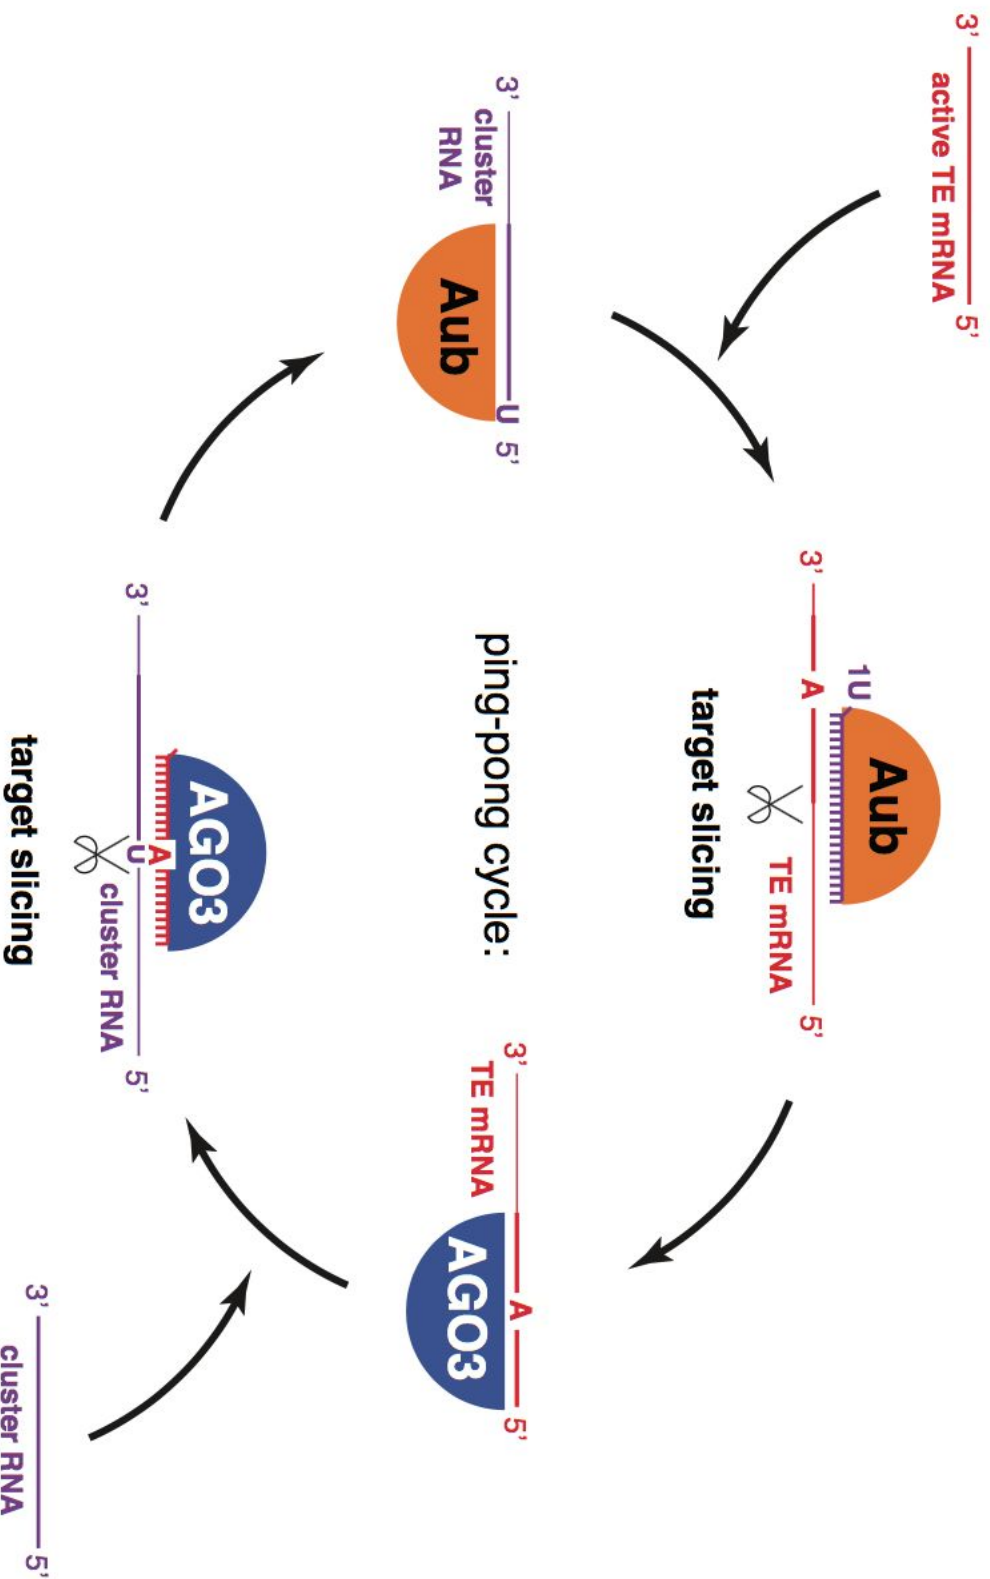 3’ 5’
active TE mRNA
1U
Aub
3’ A 5’
TE mRNA
target slicing
3’ U 5’
cluster
RNA
Aub
ping-pong cycle:
3’ A 5’
TE mRNA
AGO3
AGO3
A
3’ U 5’
cluster RNA
target slicing
3’ 5’
cluster RNA